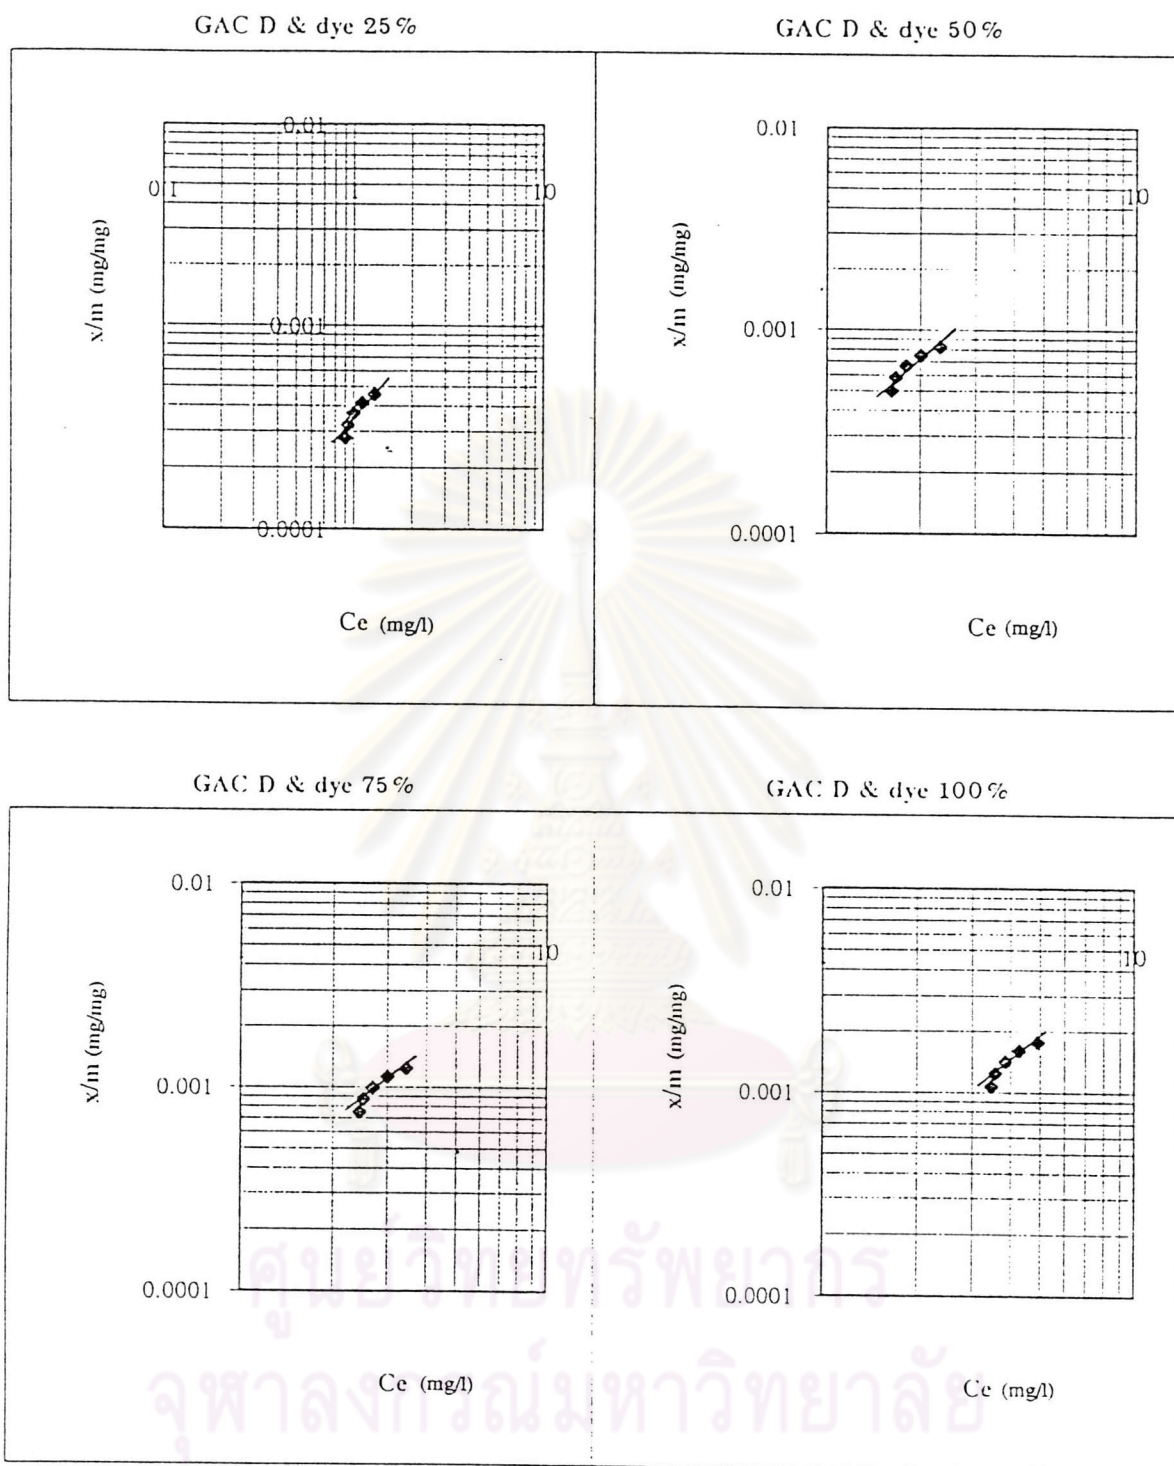 GAC D & dye 25%
GAC D & dye 50%
0.01
0.1
1
10
0.001
0.0001
x/m (mg/mg)
Ce (mg/l)
0.01
10
0.001
0.0001
x/m (mg/mg)
Ce (mg/l)
GAC D & dye 75%
GAC D & dye 100%
0.01
10
0.001
0.0001
x/m (mg/mg)
Ce (mg/l)
0.01
10
0.001
0.0001
x/m (mg/mg)
Ce (mg/l)
ศูนย์วิทยทรัพยากร
จุฬาลงกรณ์มหาวิทยาลัย